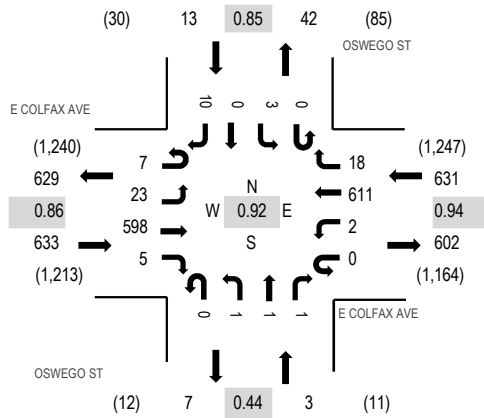 (30) 13 0.85 42 (85)
OSWEGO ST
E COLFAX AVE
10 0 3 0
(1,240) (1,247)
629 7 18 631
23 N 611
0.86 W 0.92 E 0.94
598 S 2
633 5 0 602
(1,213) (1,164)
0 1 1 1
E COLFAX AVE
OSWEGO ST
(12) 7 0.44 3 (11)